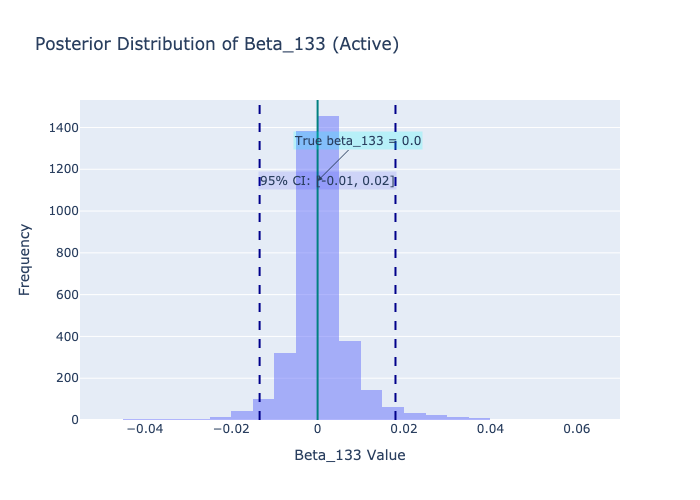 Posterior Distribution of Beta_133 (Active)
1400
1200
1000
800
600
400
200
0
Frequency
True beta_133 = 0.0
95% CI: [-0.01, 0.02]
−0.04
−0.02
0
0.02
0.04
0.06
Beta_133 Value